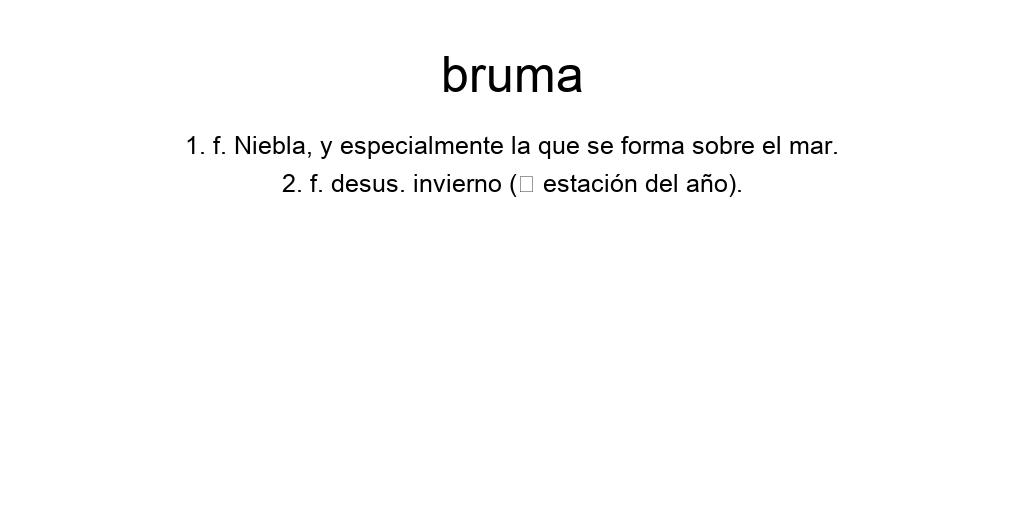 bruma
1. f. Niebla, y especialmente la que se forma sobre el mar.
2. f. desus. invierno (□ estación del año).